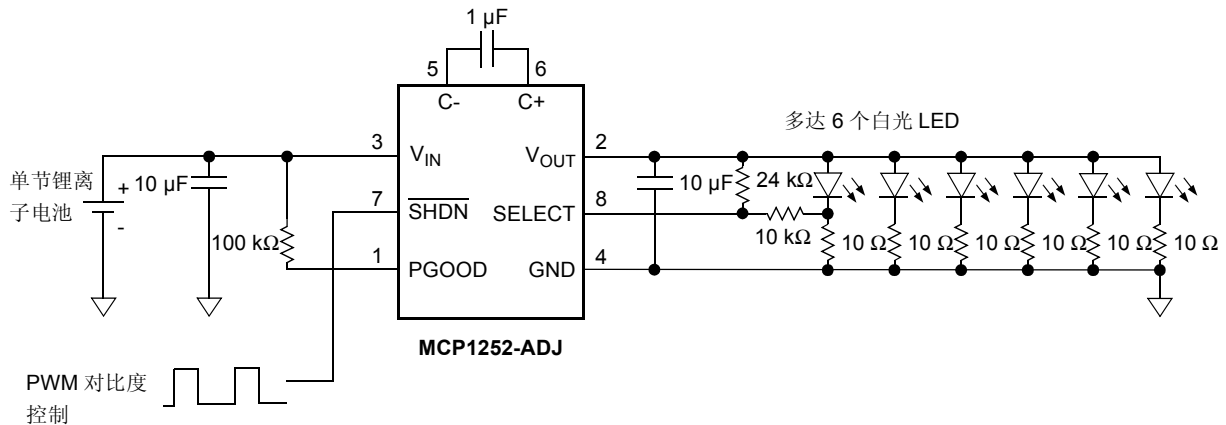 1 µF
5
6
C-
C+
多达 6 个白光 LED
3
2
VIN
VOUT
单节锂离
子电池
+
-
10 µF
10 µF
24 kΩ
7
SHDN
SELECT
8
10 kΩ
100 kΩ
10 Ω
10 Ω
10 Ω
10 Ω
10 Ω
10 Ω
1
PGOOD
GND
4
MCP1252-ADJ
PWM 对比度
控制